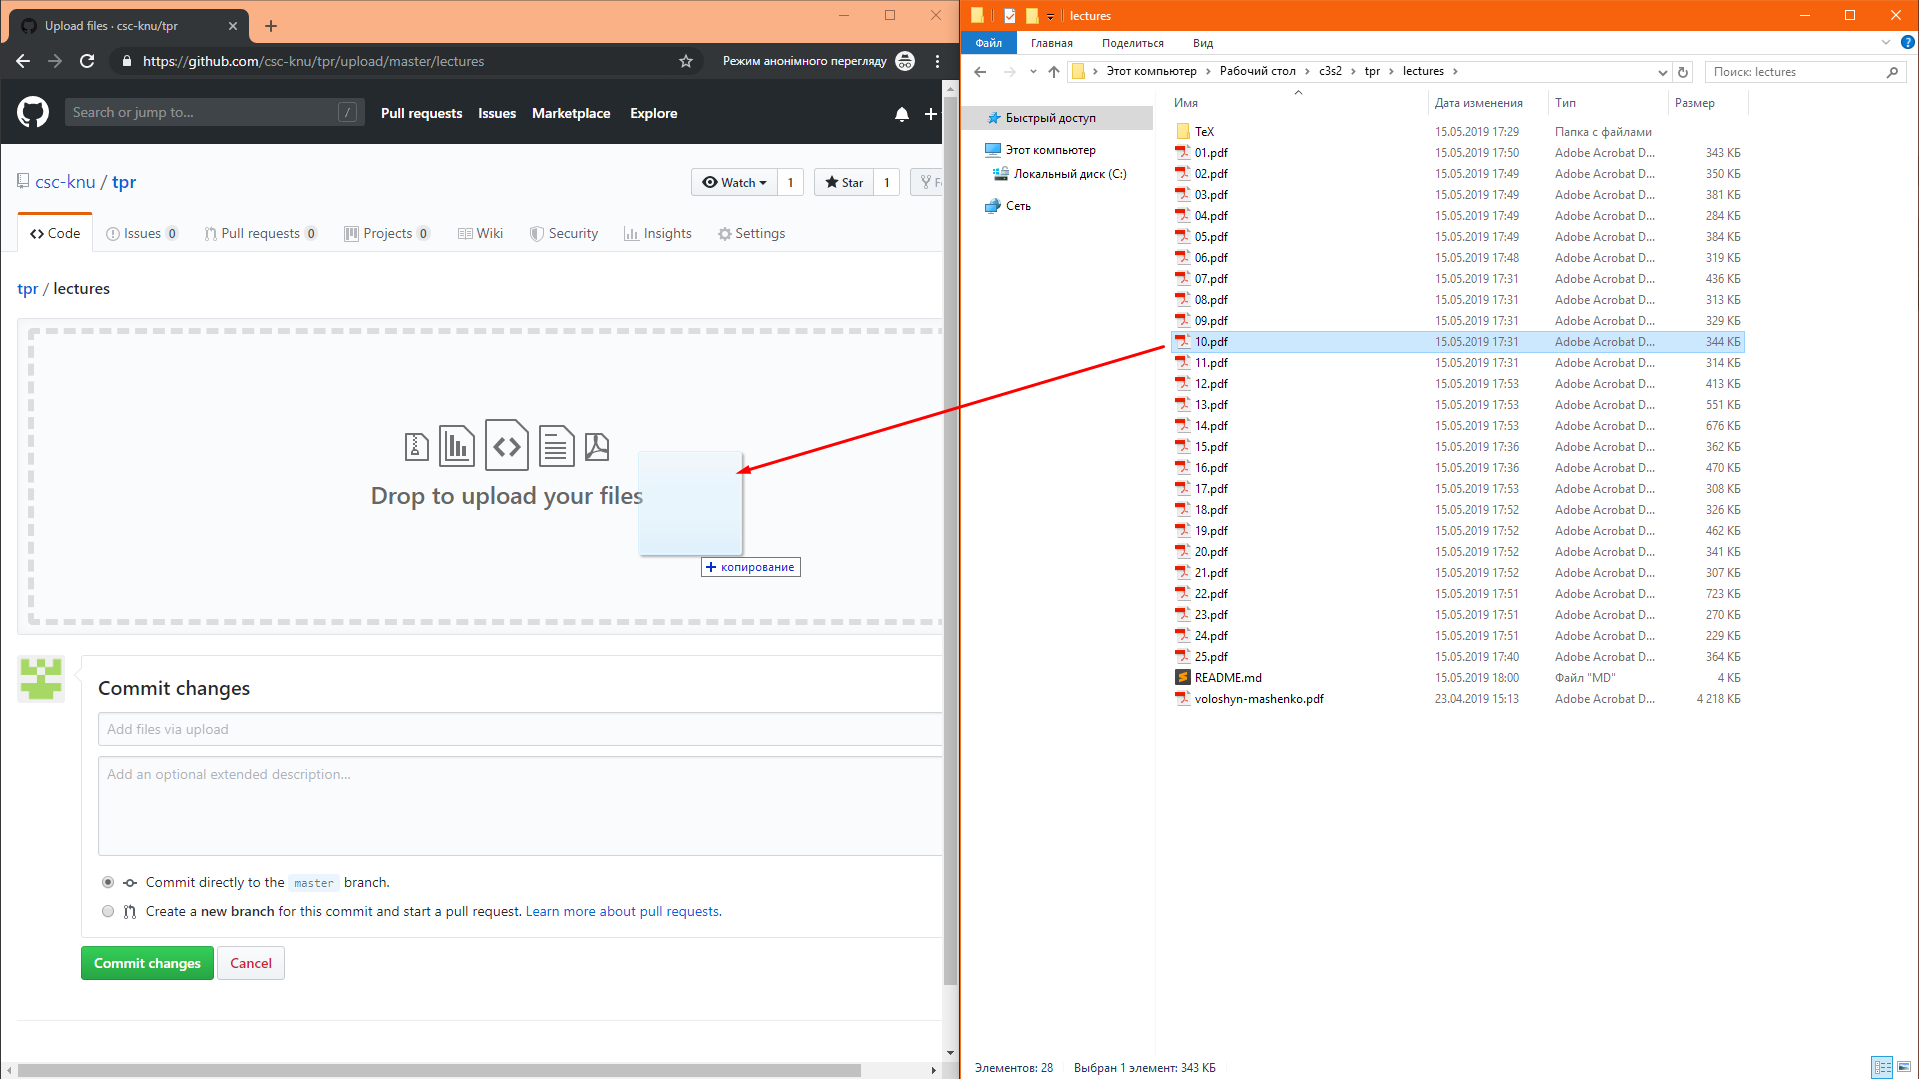 Upload files · csc-knu/tpr
https://github.com/csc-knu/tpr/upload/master/lectures
Режим анонімного перегляду
Search or jump to...
/
Pull requests
Issues
Marketplace
Explore
csc-knu / tpr
Watch
1
Star
1
Code
Issues 0
Pull requests 0
Projects 0
Wiki
Security
Insights
Settings
tpr / lectures
Drop to upload your files
+ копирование
Commit changes
Add files via upload
Add an optional extended description...
Commit directly to the master branch.
Create a new branch for this commit and start a pull request. Learn more about pull requests.
Commit changes
Cancel
lectures
Файл
Главная
Поделиться
Вид
Этот компьютер
Рабочий стол
c3s2
tpr
lectures
Поиск: lectures
Быстрый доступ
Этот компьютер
Локальный диск (C:)
Сеть
Имя Дата изменения Тип Размер
TeX 15.05.2019 17:29 Папка с файлами
01.pdf 15.05.2019 17:50 Adobe Acrobat D... 343 КБ
02.pdf 15.05.2019 17:49 Adobe Acrobat D... 350 КБ
03.pdf 15.05.2019 17:49 Adobe Acrobat D... 381 КБ
04.pdf 15.05.2019 17:49 Adobe Acrobat D... 284 КБ
05.pdf 15.05.2019 17:49 Adobe Acrobat D... 384 КБ
06.pdf 15.05.2019 17:48 Adobe Acrobat D... 319 КБ
07.pdf 15.05.2019 17:31 Adobe Acrobat D... 436 КБ
08.pdf 15.05.2019 17:31 Adobe Acrobat D... 313 КБ
09.pdf 15.05.2019 17:31 Adobe Acrobat D... 329 КБ
10.pdf 15.05.2019 17:31 Adobe Acrobat D... 344 КБ
11.pdf 15.05.2019 17:31 Adobe Acrobat D... 314 КБ
12.pdf 15.05.2019 17:53 Adobe Acrobat D... 413 КБ
13.pdf 15.05.2019 17:53 Adobe Acrobat D... 551 КБ
14.pdf 15.05.2019 17:53 Adobe Acrobat D... 676 КБ
15.pdf 15.05.2019 17:36 Adobe Acrobat D... 362 КБ
16.pdf 15.05.2019 17:36 Adobe Acrobat D... 470 КБ
17.pdf 15.05.2019 17:53 Adobe Acrobat D... 308 КБ
18.pdf 15.05.2019 17:52 Adobe Acrobat D... 326 КБ
19.pdf 15.05.2019 17:52 Adobe Acrobat D... 462 КБ
20.pdf 15.05.2019 17:52 Adobe Acrobat D... 341 КБ
21.pdf 15.05.2019 17:52 Adobe Acrobat D... 307 КБ
22.pdf 15.05.2019 17:51 Adobe Acrobat D... 723 КБ
23.pdf 15.05.2019 17:51 Adobe Acrobat D... 270 КБ
24.pdf 15.05.2019 17:51 Adobe Acrobat D... 229 КБ
25.pdf 15.05.2019 17:40 Adobe Acrobat D... 364 КБ
README.md 15.05.2019 18:00 Файл "MD" 4 КБ
voloshyn-mashenko.pdf 23.04.2019 15:13 Adobe Acrobat D... 4 218 КБ
Элементов: 28
Выбран 1 элемент: 343 КБ